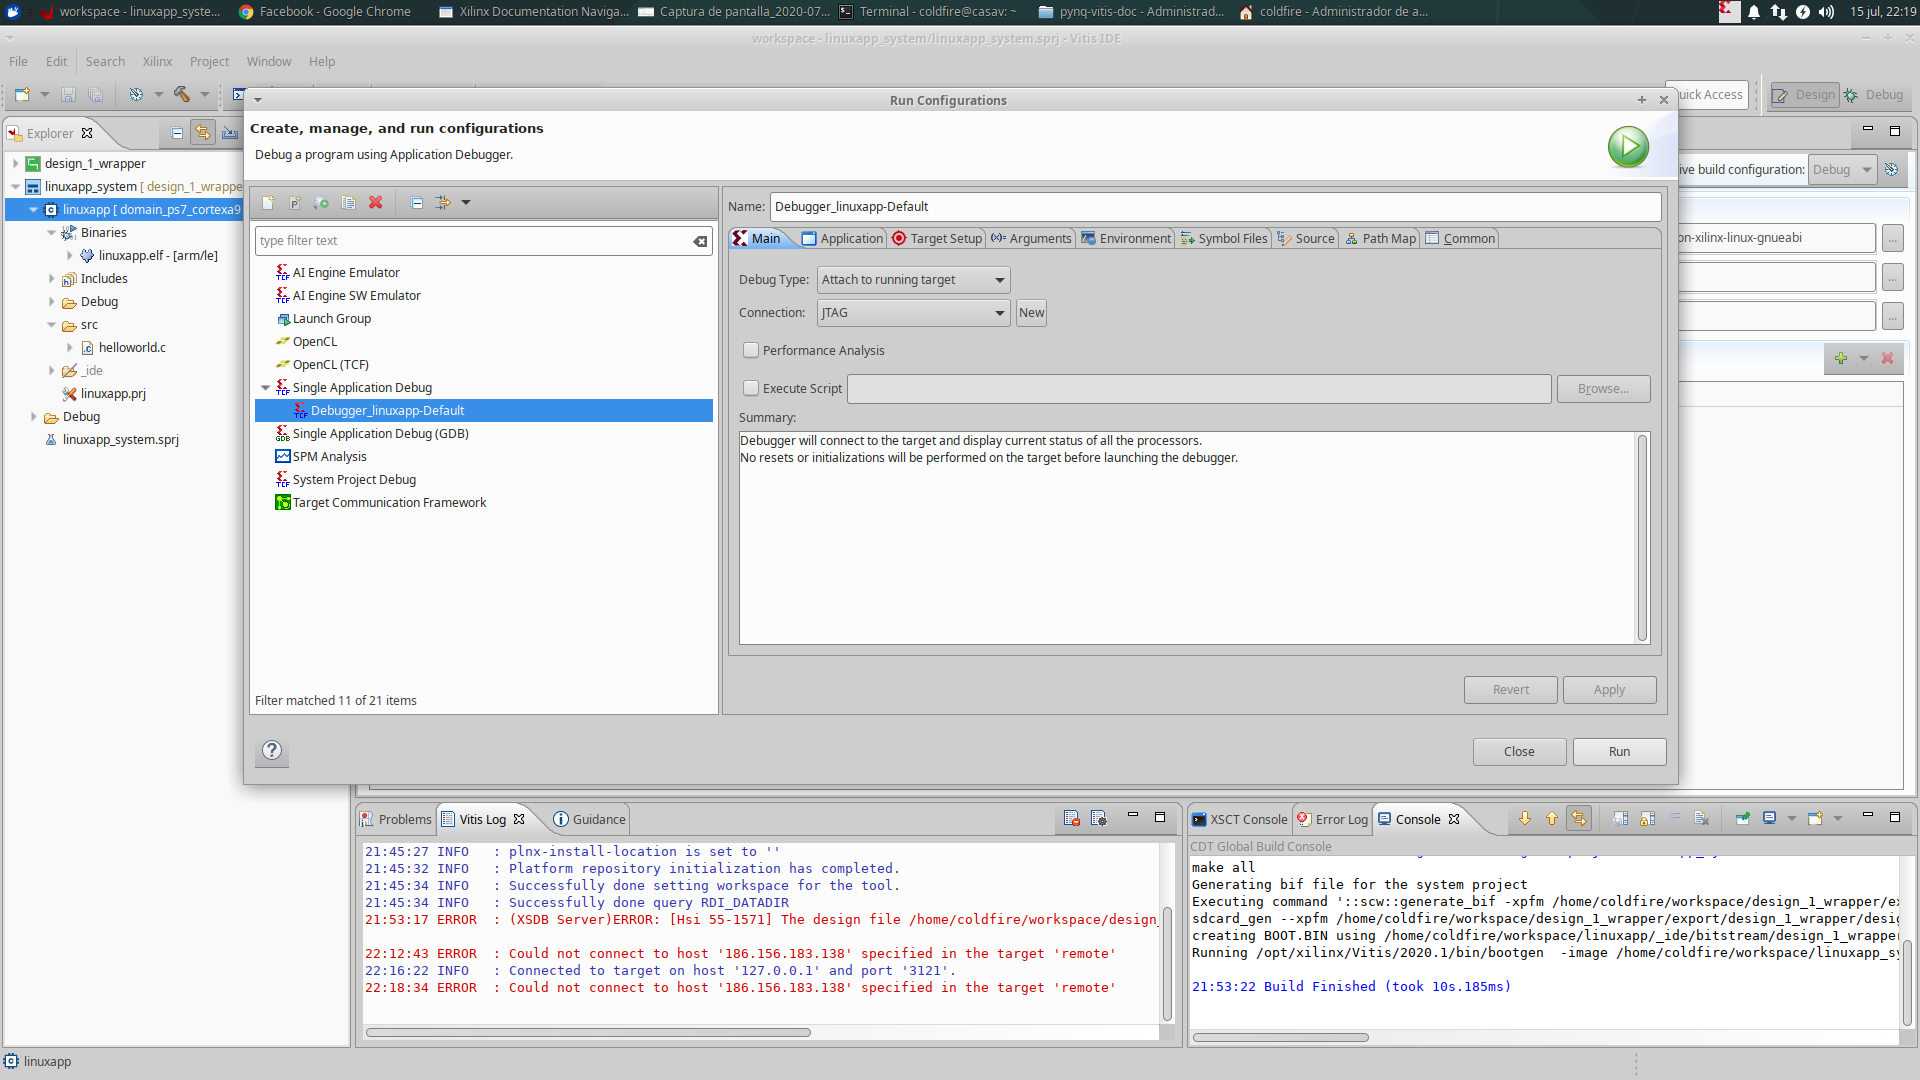 workspace - linuxapp_syste...
Facebook - Google Chrome
Xilinx Documentation Naviga...
Captura de pantalla_2020-07...
Terminal - coldfire@casav: ~
pynq-vitis-doc - Administrad...
coldfire - Administrador de a...
15 jul, 22:19
workspace - linuxapp_system/linuxapp_system.sprj - Vitis IDE
File Edit Search Xilinx Project Window Help
uick Access
Design
Debug
Explorer
design_1_wrapper
linuxapp_system [ design_1_wrappe
linuxapp [ domain_ps7_cortexa9
Binaries
linuxapp.elf - [arm/le]
Includes
Debug
src
helloworld.c
_ide
linuxapp.prj
Debug
linuxapp_system.sprj
Run Configurations
Create, manage, and run configurations
Debug a program using Application Debugger.
type filter text
AI Engine Emulator
AI Engine SW Emulator
Launch Group
OpenCL
OpenCL (TCF)
Single Application Debug
Debugger_linuxapp-Default
Single Application Debug (GDB)
SPM Analysis
System Project Debug
Target Communication Framework
Filter matched 11 of 21 items
Name: Debugger_linuxapp-Default
Main Application Target Setup Arguments Environment Symbol Files Source Path Map Common
Debug Type: Attach to running target
Connection: JTAG New
Performance Analysis
Execute Script Browse...
Summary:
Debugger will connect to the target and display current status of all the processors.
No resets or initializations will be performed on the target before launching the debugger.
Revert Apply
Close Run
ive build configuration: Debug
on-xilinx-linux-gnueabi ...
...
...
Problems Vitis Log Guidance
21:45:27 INFO : plnx-install-location is set to ''
21:45:32 INFO : Platform repository initialization has completed.
21:45:34 INFO : Successfully done setting workspace for the tool.
21:45:34 INFO : Successfully done query RDI_DATADIR
21:53:17 ERROR : (XSDB Server)ERROR: [Hsi 55-1571] The design file /home/coldfire/workspace/design_
22:12:43 ERROR : Could not connect to host '186.156.183.138' specified in the target 'remote'
22:16:22 INFO : Connected to target on host '127.0.0.1' and port '3121'.
22:18:34 ERROR : Could not connect to host '186.156.183.138' specified in the target 'remote'
XSCT Console Error Log Console
CDT Global Build Console
make all
Generating bif file for the system project
Executing command '::scw::generate_bif -xpfm /home/coldfire/workspace/design_1_wrapper/ex
sdcard_gen --xpfm /home/coldfire/workspace/design_1_wrapper/export/design_1_wrapper/desig
creating BOOT.BIN using /home/coldfire/workspace/linuxapp/_ide/bitstream/design_1_wrapper
Running /opt/xilinx/Vitis/2020.1/bin/bootgen -image /home/coldfire/workspace/linuxapp_sy
21:53:22 Build Finished (took 10s.185ms)
linuxapp